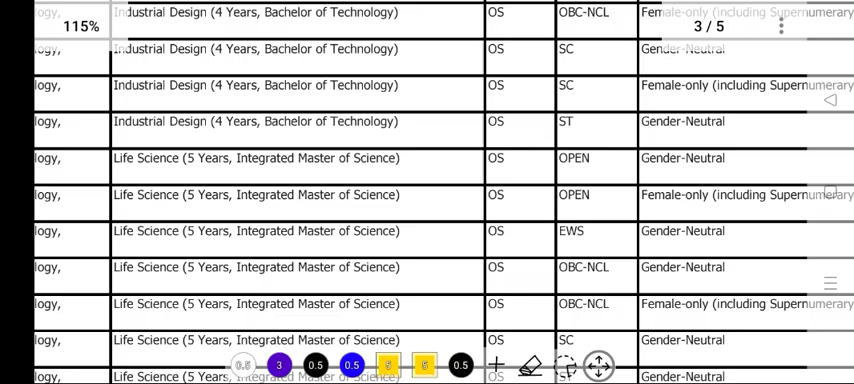 ogy, Industrial Design (4 Years, Bachelor of Technology) OS OBC-NCL Female-only (including Supernumerary
115% 3 / 5
ogy, Industrial Design (4 Years, Bachelor of Technology) OS SC Gender-Neutral
logy, Industrial Design (4 Years, Bachelor of Technology) OS SC Female-only (including Supernumerary
logy, Industrial Design (4 Years, Bachelor of Technology) OS ST Gender-Neutral
logy, Life Science (5 Years, Integrated Master of Science) OS OPEN Gender-Neutral
logy, Life Science (5 Years, Integrated Master of Science) OS OPEN Female-only (including Supernumerary
logy, Life Science (5 Years, Integrated Master of Science) OS EWS Gender-Neutral
logy, Life Science (5 Years, Integrated Master of Science) OS OBC-NCL Gender-Neutral
logy, Life Science (5 Years, Integrated Master of Science) OS OBC-NCL Female-only (including Supernumerary
logy, Life Science (5 Years, Integrated Master of Science) OS SC Gender-Neutral
0.5 3 0.5 0.5 5 5 0.5
logy, Life Science (5 Years, Integrated Master of Science) OS ST Gender-Neutral